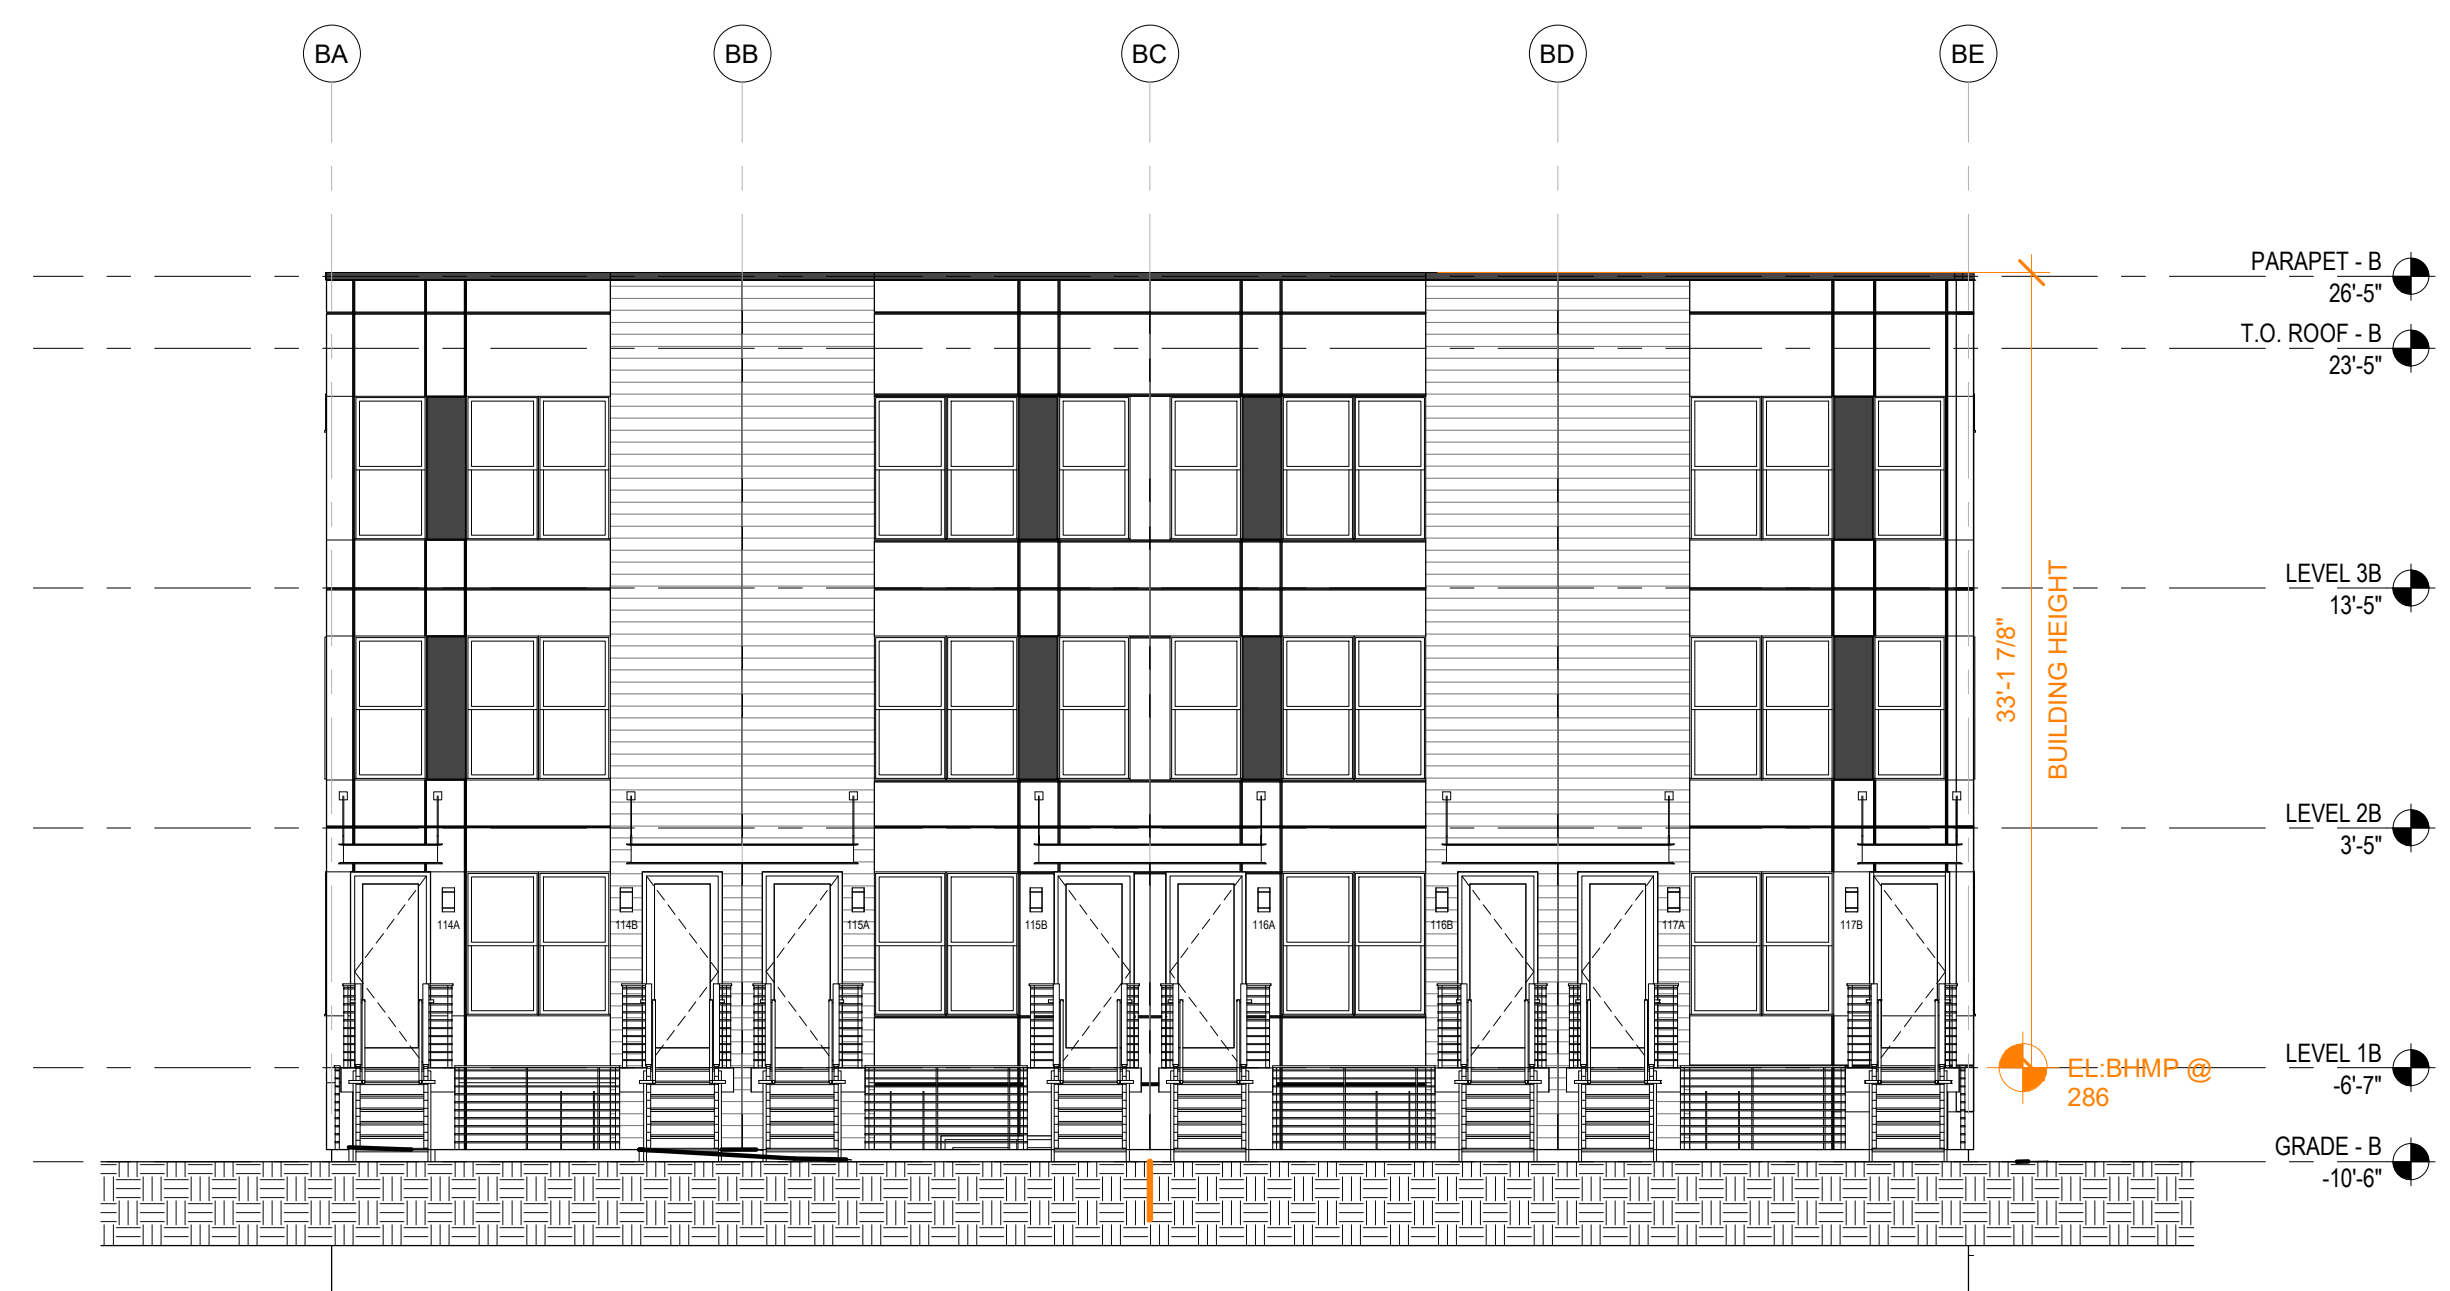 BA
BB
BC
BD
BE
PARAPET - B
26'-5"
T.O. ROOF - B
23'-5"
LEVEL 3B
13'-5"
33'-1 7/8"
BUILDING HEIGHT
LEVEL 2B
3'-5"
114A
114B
115A
115B
116A
116B
117A
117B
LEVEL 1B
-6'-7"
EL:BHMP @
286
GRADE - B
-10'-6"